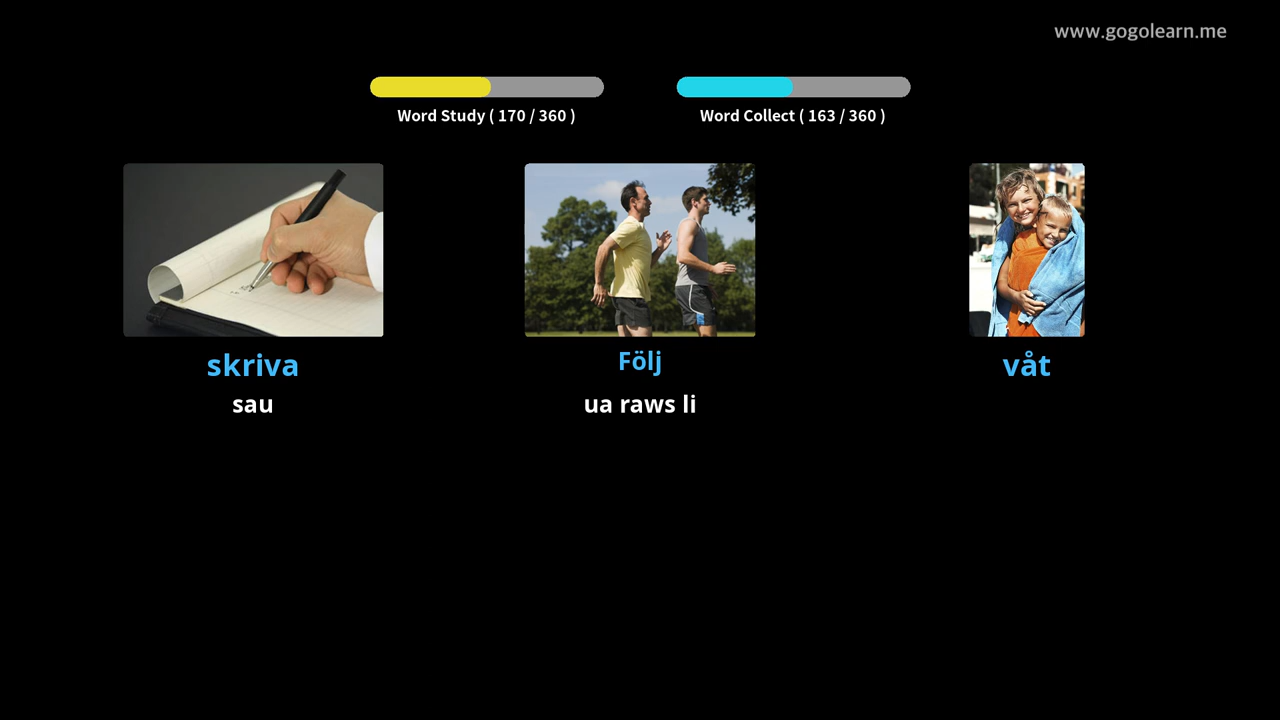 www.gogolearn.me
Word Study ( 170 / 360 )
Word Collect ( 163 / 360 )
skriva
sau
Följ
ua raws li
våt